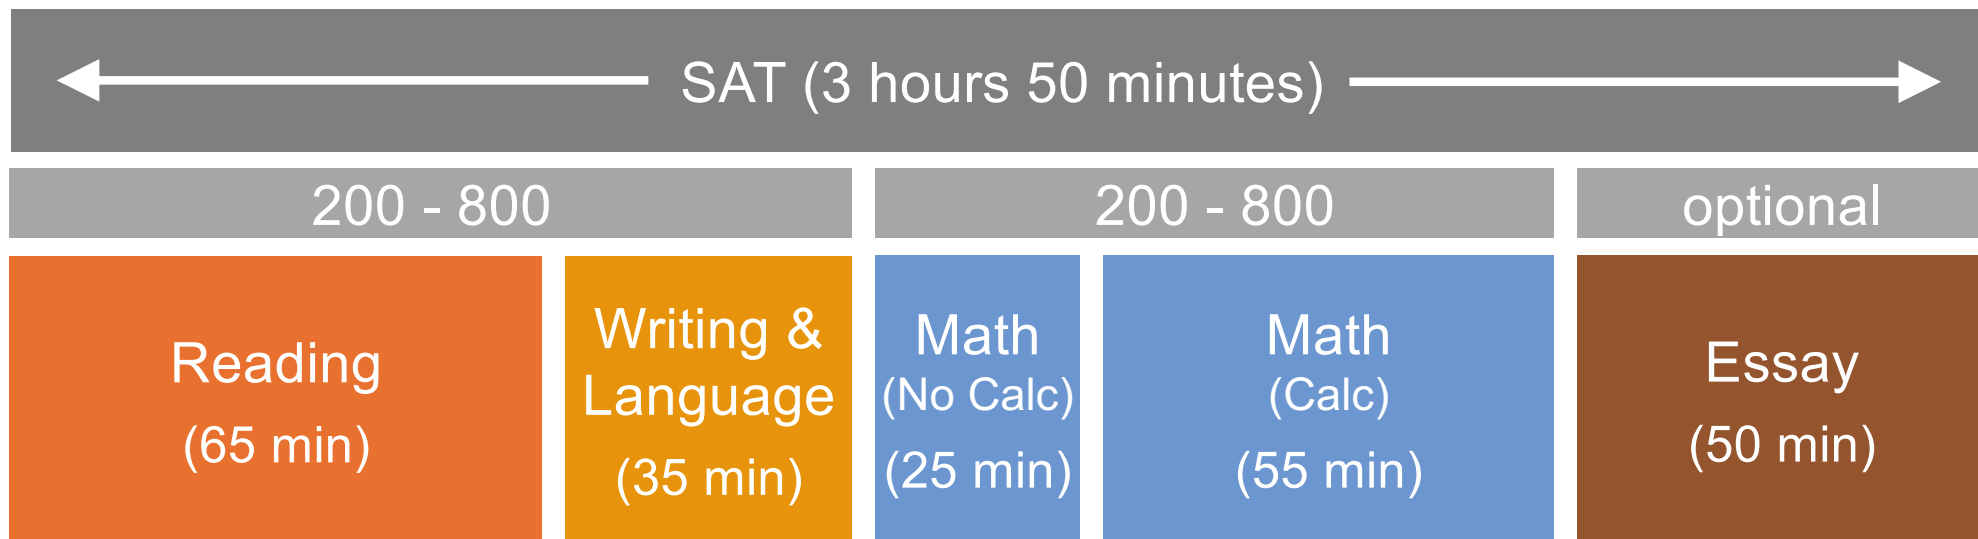 SAT (3 hours 50 minutes)
200 - 800
200 - 800
optional
Reading
(65 min)
Writing &
Language
(35 min)
Math
(No Calc)
(25 min)
Math
(Calc)
(55 min)
Essay
(50 min)